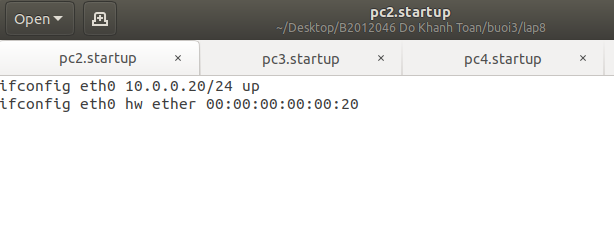 Open
pc2.startup
~/Desktop/B2012046 Do Khanh Toan/buoi3/lap8
pc2.startup × pc3.startup × pc4.startup ×
ifconfig eth0 10.0.0.20/24 up
ifconfig eth0 hw ether 00:00:00:00:00:20